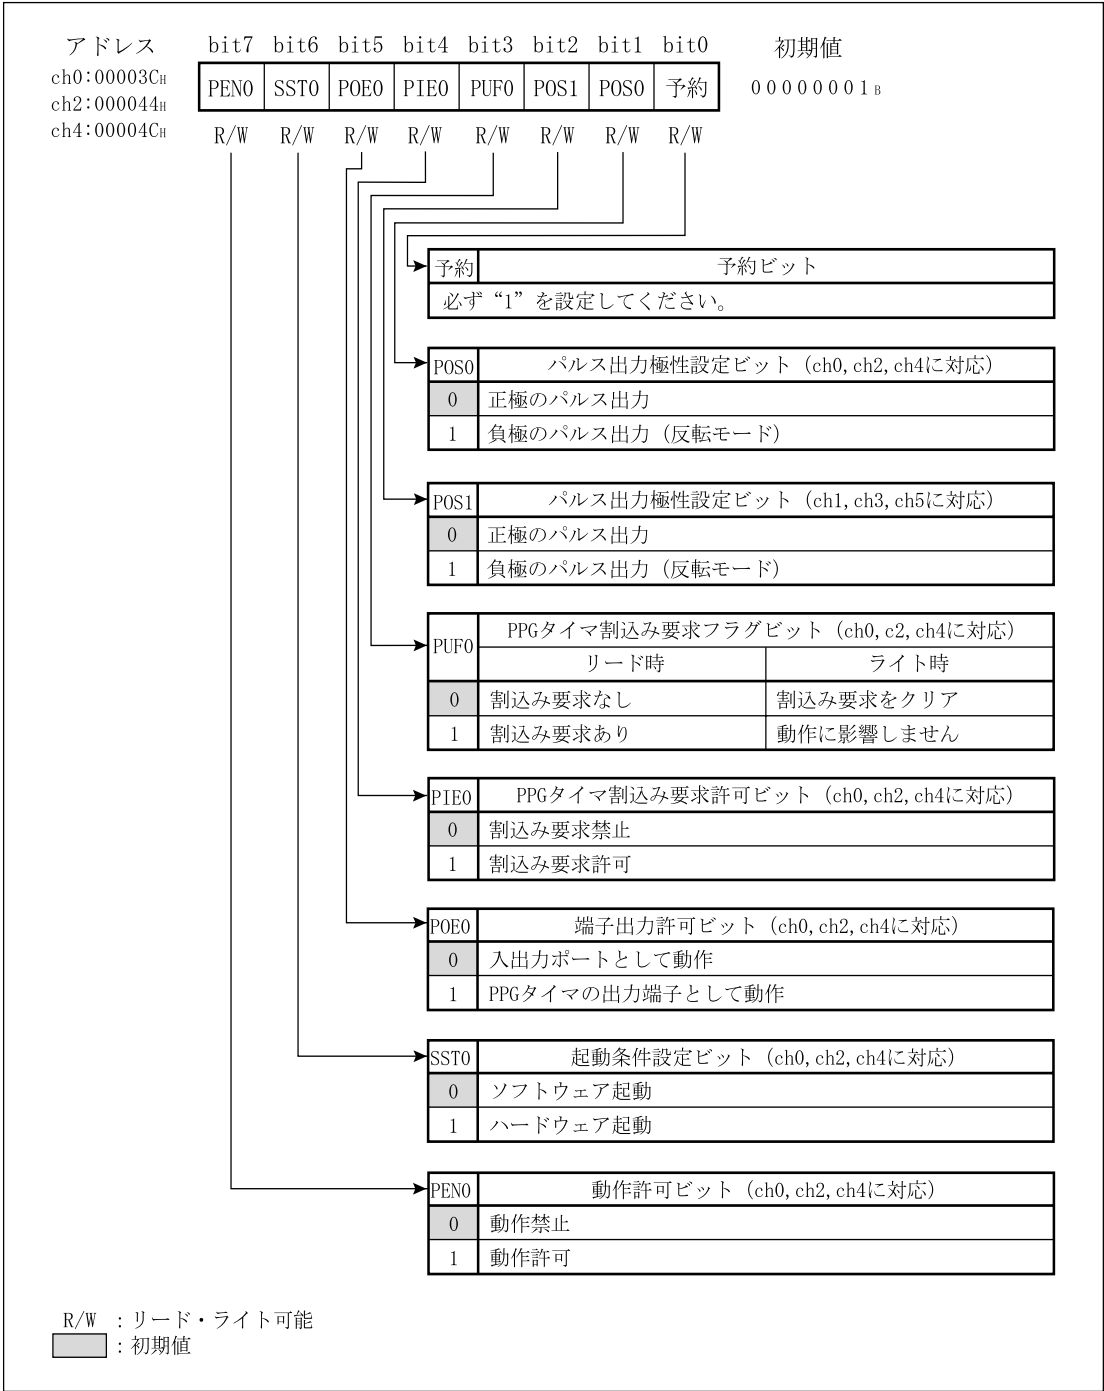 アドレス bit7 bit6 bit5 bit4 bit3 bit2 bit1 bit0 初期値
ch0:00003CH
ch2:000044H
ch4:00004CH
PEN0 SST0 POE0 PIE0 PUF0 POS1 POS0 予約 00000001B
R/W R/W R/W R/W R/W R/W R/W R/W
予約 予約ビット
必ず“1”を設定してください。
POS0 パルス出力極性設定ビット (ch0,ch2,ch4に対応)
0 正極のパルス出力
1 負極のパルス出力 (反転モード)
POS1 パルス出力極性設定ビット (ch1,ch3,ch5に対応)
0 正極のパルス出力
1 負極のパルス出力 (反転モード)
PUF0 PPGタイマ割込み要求フラグビット (ch0,c2,ch4に対応)
リード時 ライト時
0 割込み要求なし 割込み要求をクリア
1 割込み要求あり 動作に影響しません
PIE0 PPGタイマ割込み要求許可ビット (ch0,ch2,ch4に対応)
0 割込み要求禁止
1 割込み要求許可
POE0 端子出力許可ビット (ch0,ch2,ch4に対応)
0 入出力ポートとして動作
1 PPGタイマの出力端子として動作
SST0 起動条件設定ビット (ch0,ch2,ch4に対応)
0 ソフトウェア起動
1 ハードウェア起動
PEN0 動作許可ビット (ch0,ch2,ch4に対応)
0 動作禁止
1 動作許可
R/W :リード・ライト可能
:初期値